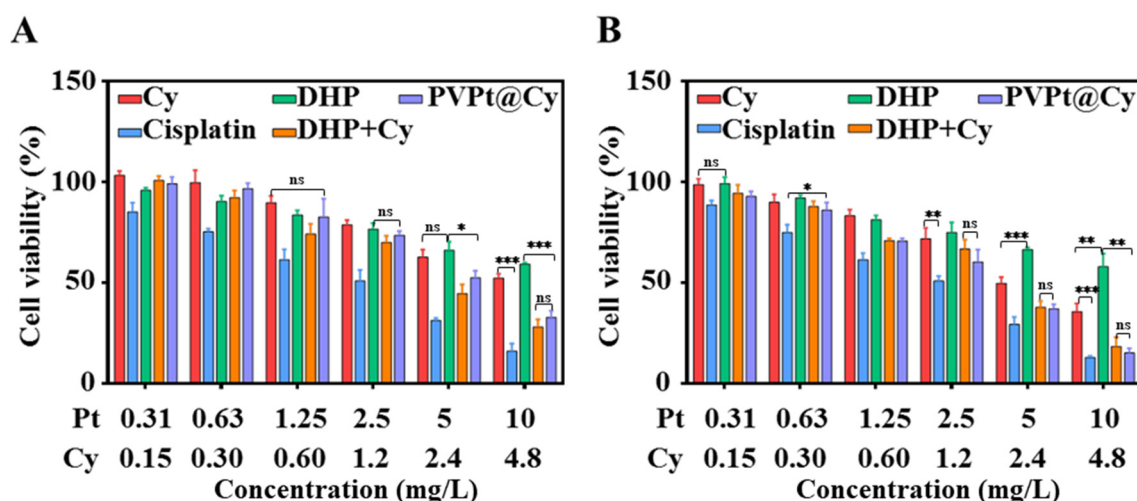 A
150
Cy DHP PVPt@Cy
Cisplatin DHP+Cy
100
50
0
Cell viability (%)
ns
ns
ns
*
***
***
ns
Pt 0.31 0.63 1.25 2.5 5 10
Cy 0.15 0.30 0.60 1.2 2.4 4.8
Concentration (mg/L)
B
150
Cy DHP PVPt@Cy
Cisplatin DHP+Cy
100
50
0
Cell viability (%)
ns
*
**
ns
***
ns
**
**
***
ns
Pt 0.31 0.63 1.25 2.5 5 10
Cy 0.15 0.30 0.60 1.2 2.4 4.8
Concentration (mg/L)